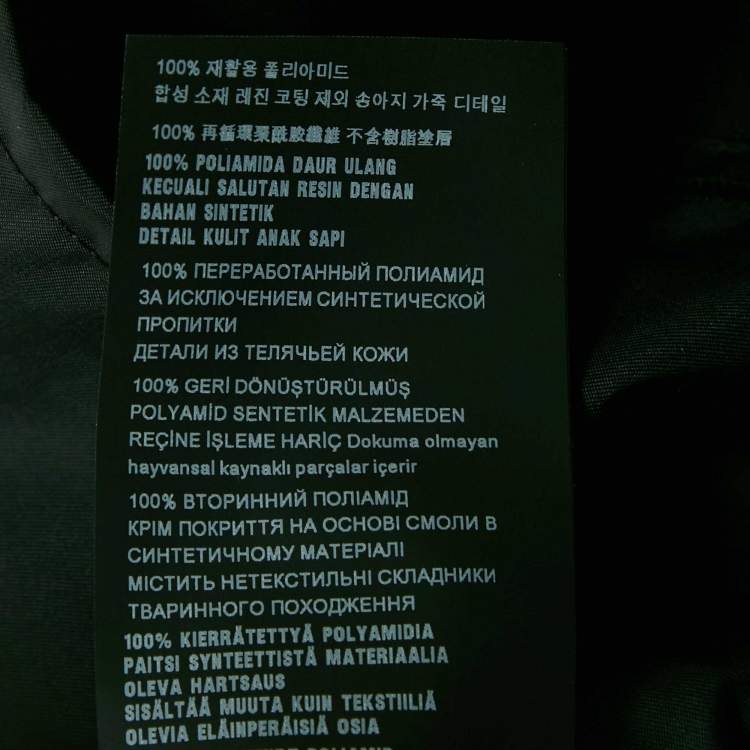 100% 재활용 폴리아미드
합성 소재 레진 코팅 제외 송아지 가죽 디테일
100% 再循環聚酰胺纖維 不含樹脂塗層
100% POLIAMIDA DAUR ULANG
KECUALI SALUTAN RESIN DENGAN
BAHAN SINTETIK
DETAIL KULIT ANAK SAPI
100% ПЕРЕРАБОТАННЫЙ ПОЛИАМИД
ЗА ИСКЛЮЧЕНИЕМ СИНТЕТИЧЕСКОЙ
ПРОПИТКИ
ДЕТАЛИ ИЗ ТЕЛЯЧЬЕЙ КОЖИ
100% GERİ DÖNÜŞTÜRÜLMÜŞ
POLYAMİD SENTETİK MALZEMEDEN
REÇİNE İŞLEME HARİÇ Dokuma olmayan
hayvansal kaynaklı parçalar içerir
100% ВТОРИННИЙ ПОЛІАМІД
КРІМ ПОКРИТТЯ НА ОСНОВІ СМОЛИ В
СИНТЕТИЧНОМУ МАТЕРІАЛІ
МІСТИТЬ НЕТЕКСТИЛЬНІ СКЛАДНИКИ
ТВАРИННОГО ПОХОДЖЕННЯ
100% KIERRÄTETTYÄ POLYAMIDIA
PAITSI SYNTEETTISTÄ MATERIAALIA
OLEVA HARTSAUS
SISÄLTÄÄ MUUTA KUIN TEKSTIILIÄ
OLEVIA ELÄINPERÄISIÄ OSIA